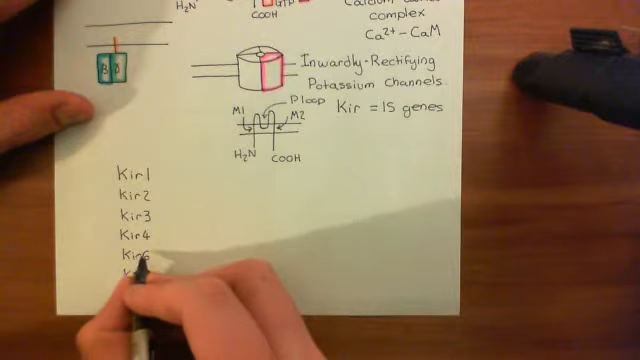 H₂N
GTP
COOH
complex
Ca²⁺ - CaM
B
Inwardly-Rectifying
Potassium channels
Kir = 15 genes
P loop
M1
M2
H₂N
COOH
Kir1
Kir2
Kir3
Kir4